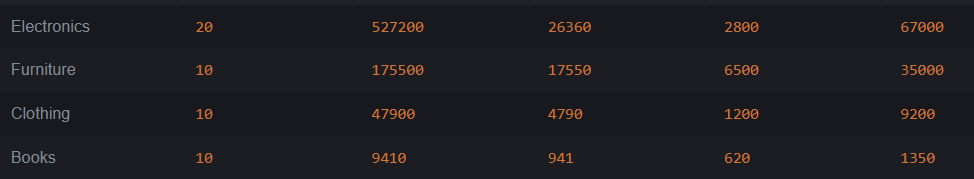 Electronics 20 527200 26360 2800 67000
Furniture 10 175500 17550 6500 35000
Clothing 10 47900 4790 1200 9200
Books 10 9410 941 620 1350